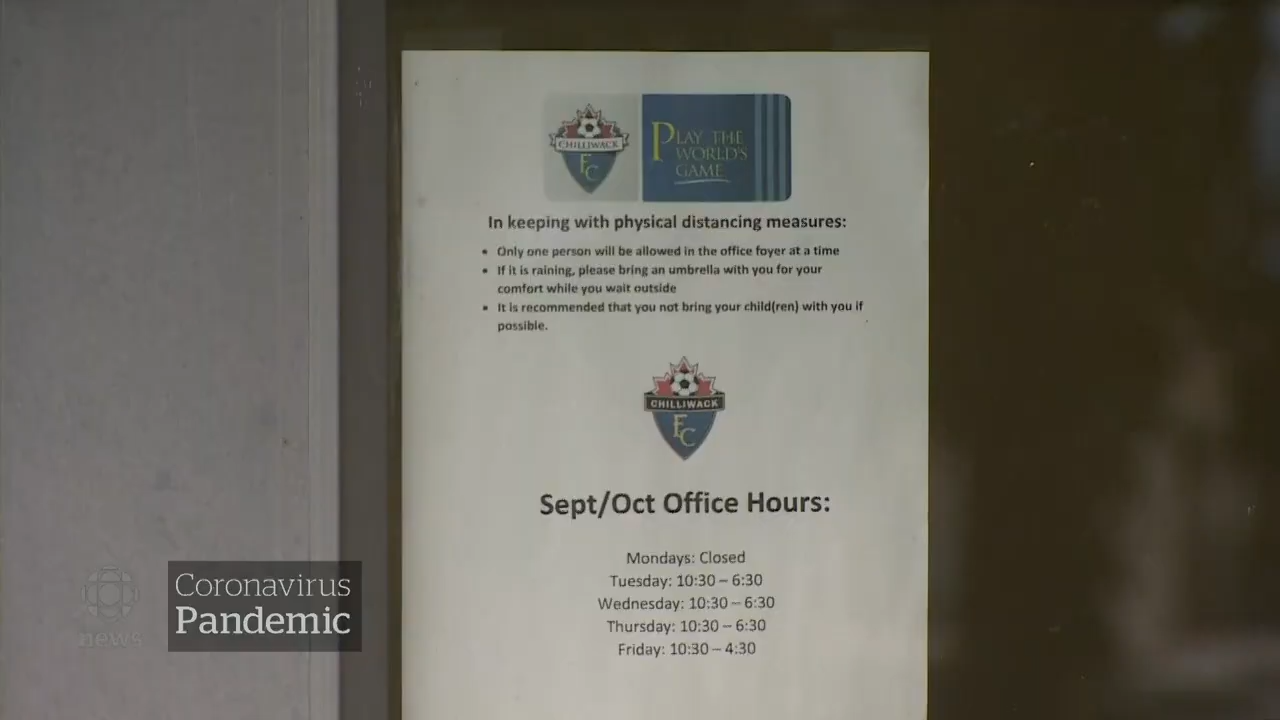 CHILLIWACK
FC
PLAY THE
WORLD'S
GAME
In keeping with physical distancing measures:
• Only one person will be allowed in the office foyer at a time
• If it is raining, please bring an umbrella with you for your
comfort while you wait outside
• It is recommended that you not bring your child(ren) with you if
possible.
CHILLIWACK
FC
Sept/Oct Office Hours:
Mondays: Closed
Tuesday: 10:30 – 6:30
Wednesday: 10:30 – 6:30
Thursday: 10:30 – 6:30
Friday: 10:30 – 4:30
news
Coronavirus
Pandemic